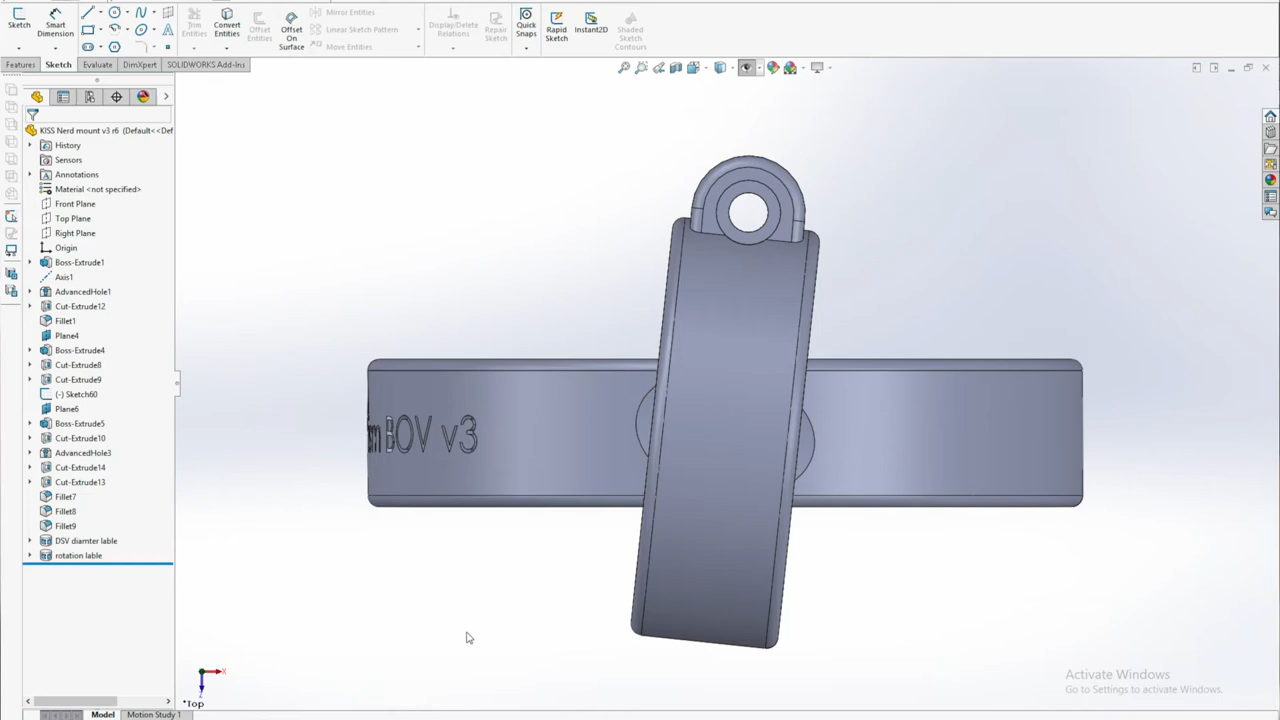 Sketch
Smart Dimension
Trim Entities
Convert Entities
Offset Entities
Offset On Surface
Mirror Entities
Linear Sketch Pattern
Move Entities
Display/Delete Relations
Repair Sketch
Quick Snaps
Rapid Sketch
Instant2D
Shaded Sketch Contours
Features
Sketch
Evaluate
DimXpert
SOLIDWORKS Add-Ins
KISS Nerd mount v3 r6 (Default<<Def
History
Sensors
Annotations
Material <not specified>
Front Plane
Top Plane
Right Plane
Origin
Boss-Extrude1
Axis1
AdvancedHole1
Cut-Extrude12
Fillet1
Plane4
Boss-Extrude4
Cut-Extrude8
Cut-Extrude9
(-) Sketch60
Plane6
Boss-Extrude5
Cut-Extrude10
AdvancedHole3
Cut-Extrude14
Cut-Extrude13
Fillet7
Fillet8
Fillet9
DSV diamter lable
rotation lable
BOV v3
X
Z
*Top
Activate Windows
Go to Settings to activate Windows.
Model
Motion Study 1